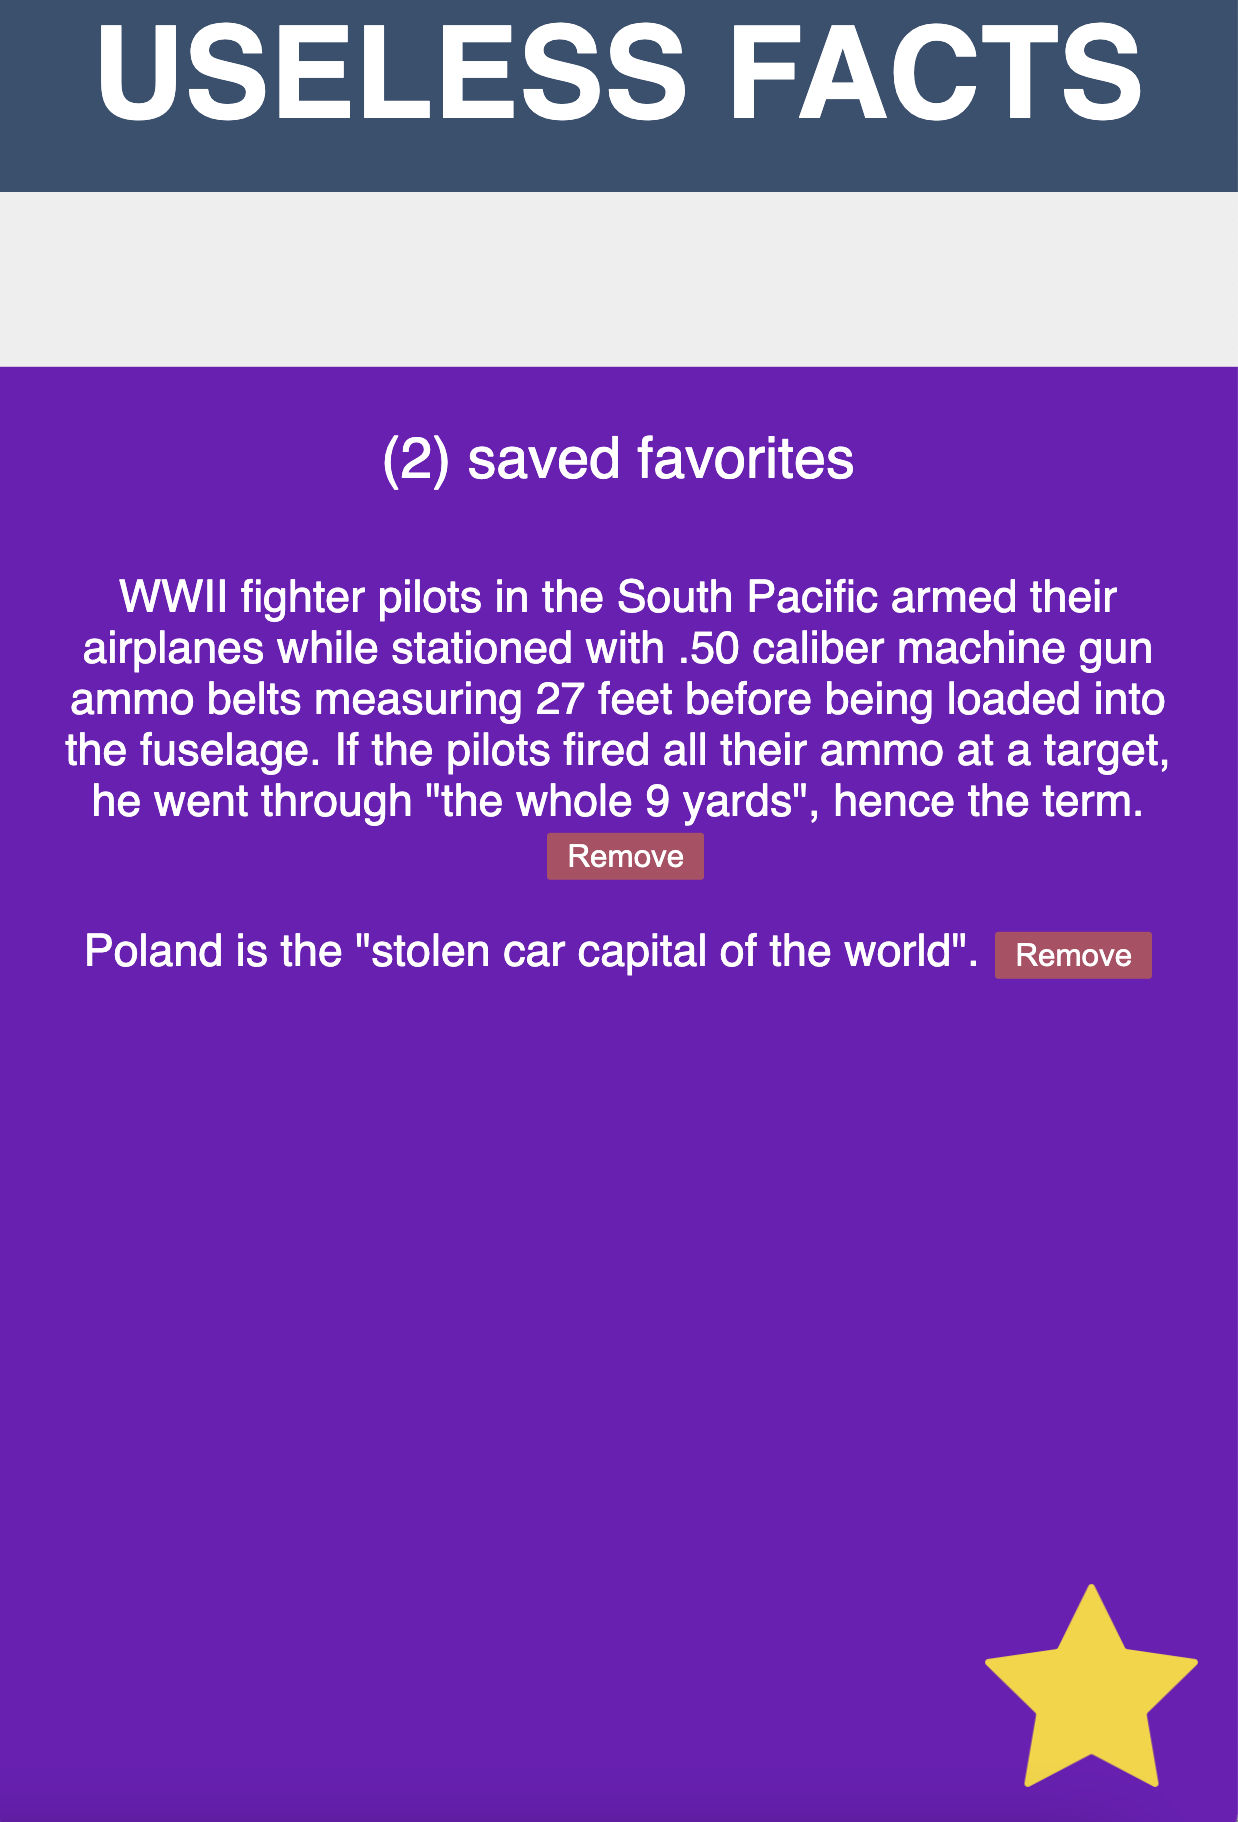 USELESS FACTS
(2) saved favorites
WWII fighter pilots in the South Pacific armed their
airplanes while stationed with .50 caliber machine gun
ammo belts measuring 27 feet before being loaded into
the fuselage. If the pilots fired all their ammo at a target,
he went through "the whole 9 yards", hence the term.
Remove
Poland is the "stolen car capital of the world". Remove